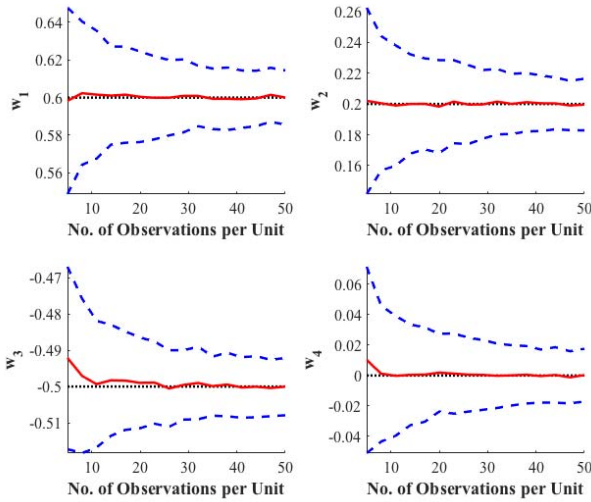 0.64
0.62
0.6
0.58
0.56
w1
10 20 30 40 50
No. of Observations per Unit
0.26
0.22
0.2
0.18
0.16
w2
10 20 30 40 50
No. of Observations per Unit
-0.47
-0.48
-0.49
-0.5
-0.51
w3
10 20 30 40 50
No. of Observations per Unit
0.06
0.04
0.02
0
-0.02
-0.04
w4
10 20 30 40 50
No. of Observations per Unit